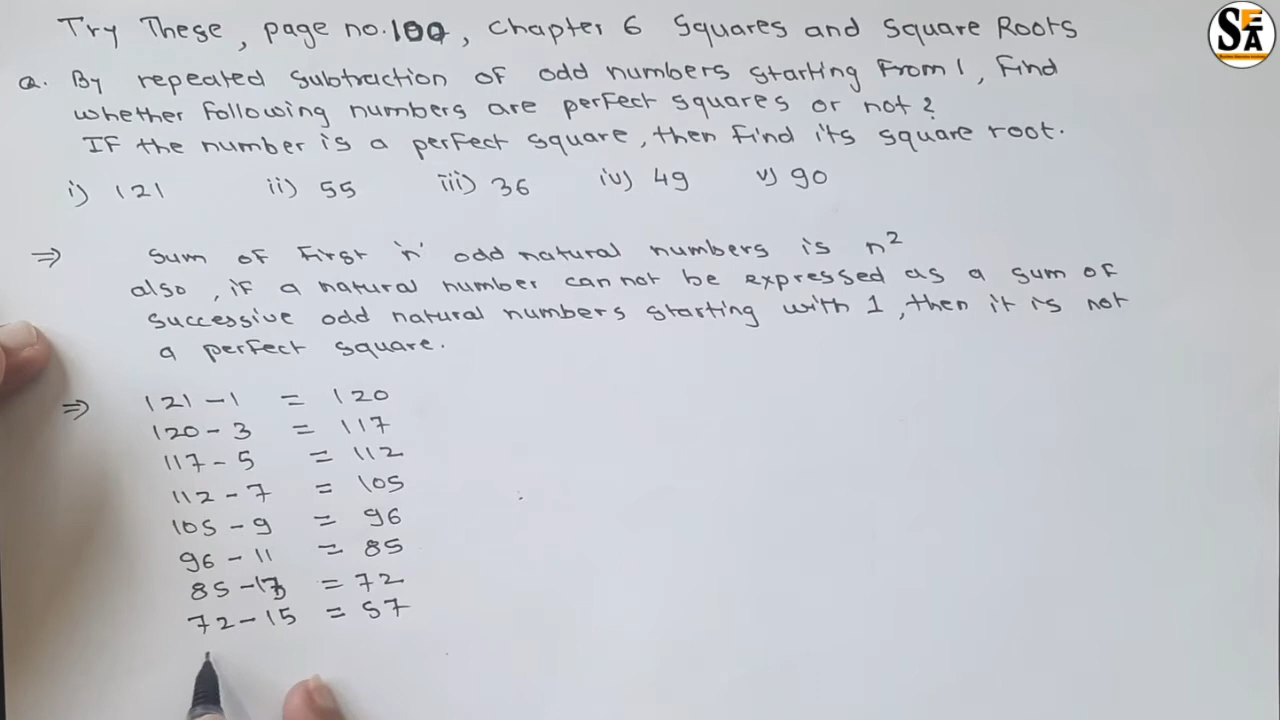 Try These, page no.100, Chapter 6 Squares and Square Roots
Q. By repeated subtraction of odd numbers starting from 1, find
whether following numbers are perfect squares or not?
If the number is a perfect square, then find its square root.
i) 121 ii) 55 iii) 36 iv) 49 v) 90
⇒ Sum of first 'n' odd natural numbers is n²
also, if a natural number cannot be expressed as a sum of
successive odd natural numbers starting with 1, then it is not
a perfect square.
⇒ 121 - 1 = 120
120 - 3 = 117
117 - 5 = 112
112 - 7 = 105
105 - 9 = 96
96 - 11 = 85
85 - 13 = 72
72 - 15 = 57
SEFA